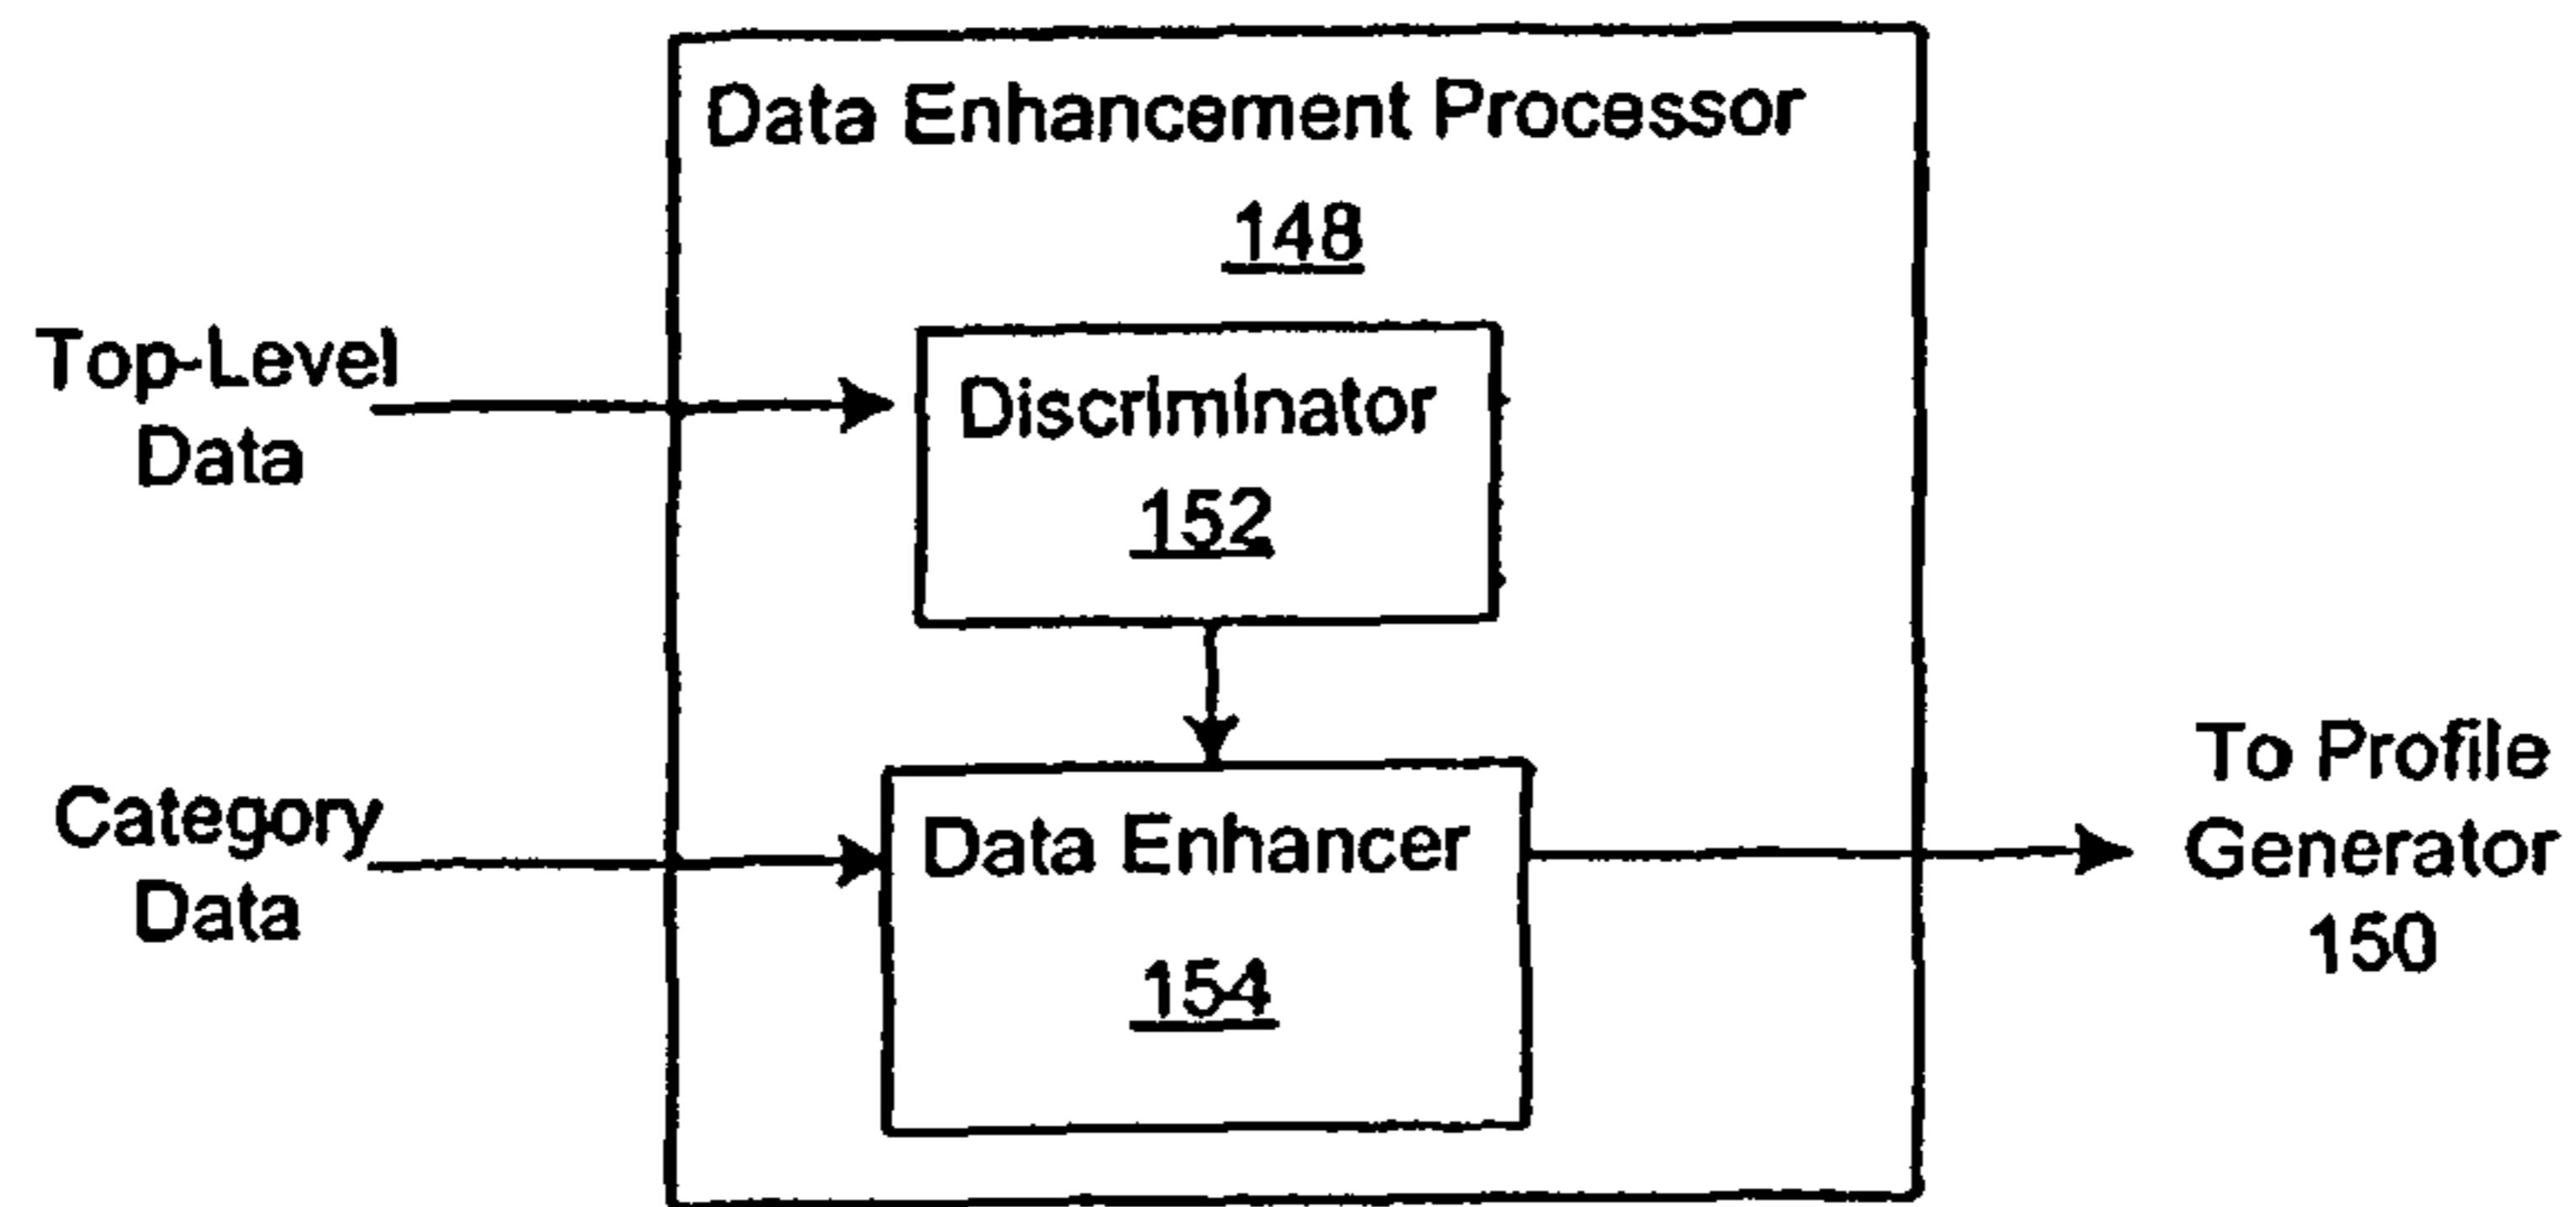 Data Enhancement Processor
148
Top-Level
Data
Discriminator
152
Category
Data
Data Enhancer
154
To Profile
Generator
150